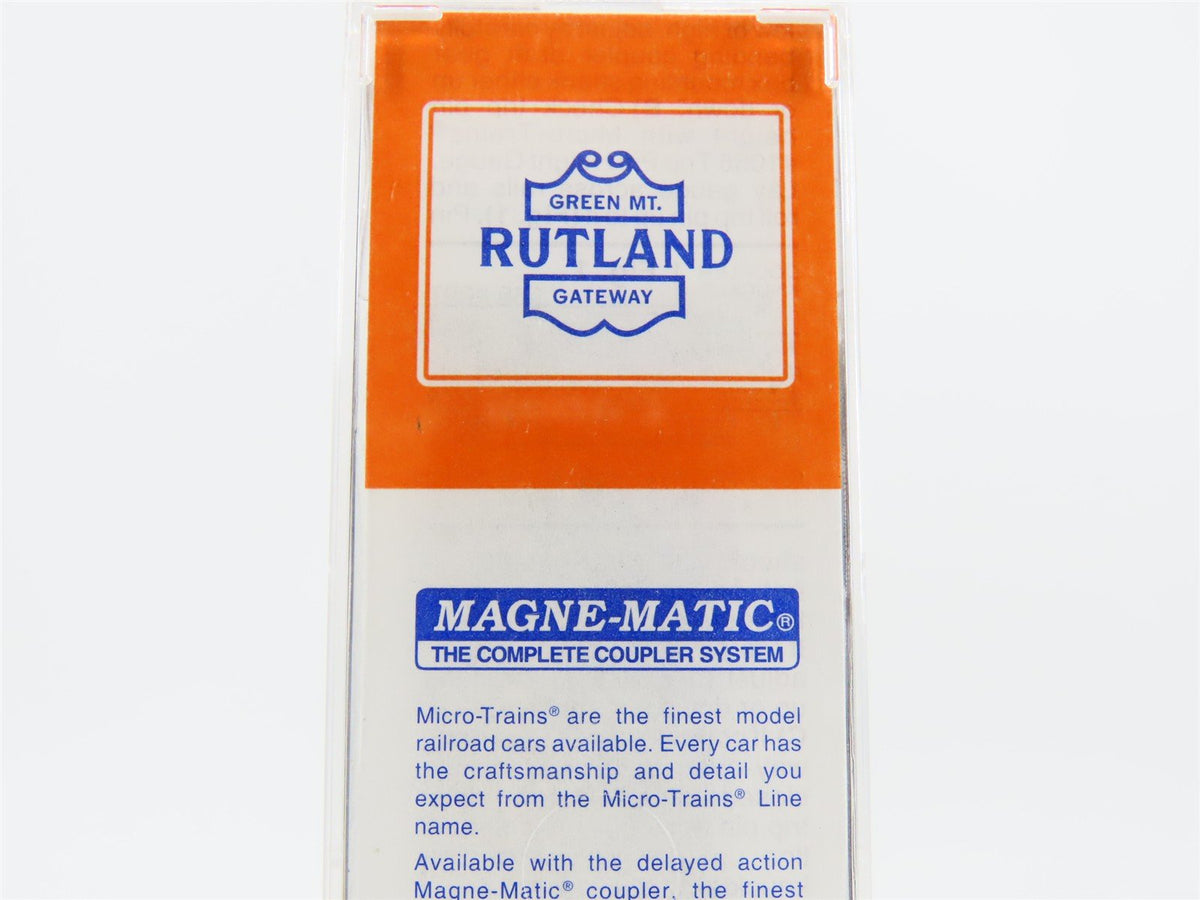 GREEN MT.
RUTLAND
GATEWAY
MAGNE-MATIC®
THE COMPLETE COUPLER SYSTEM
Micro-Trains® are the finest model
railroad cars available. Every car has
the craftsmanship and detail you
expect from the Micro-Trains® Line
name.
Available with the delayed action
Magne-Matic® coupler, the finest